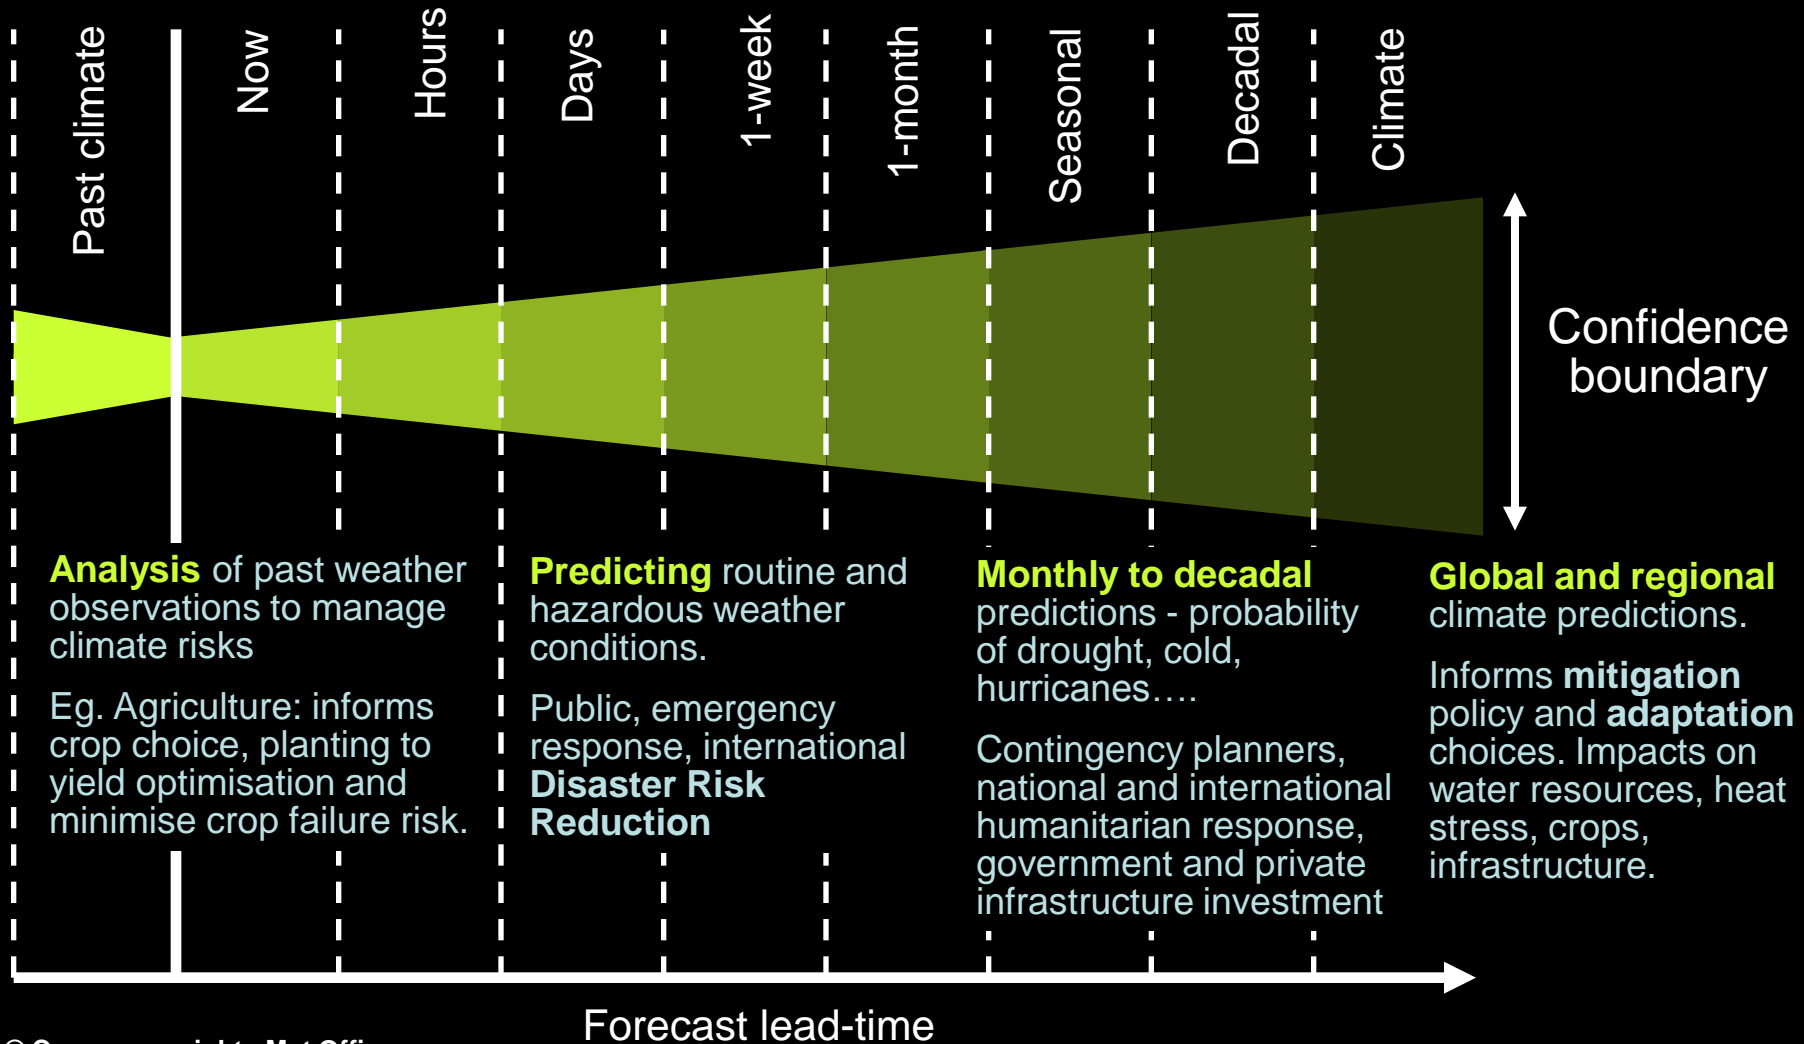 Past climate
Now
Hours
Days
1-week
1-month
Seasonal
Decadal
Climate
Confidence
boundary
Analysis of past weather
observations to manage
climate risks
Eg. Agriculture: informs
crop choice, planting to
yield optimisation and
minimise crop failure risk.
Predicting routine and
hazardous weather
conditions.
Public, emergency
response, international
Disaster Risk
Reduction
Monthly to decadal
predictions - probability
of drought, cold,
hurricanes….
Contingency planners,
national and international
humanitarian response,
government and private
infrastructure investment
Global and regional
climate predictions.
Informs mitigation
policy and adaptation
choices. Impacts on
water resources, heat
stress, crops,
infrastructure.
Forecast lead-time